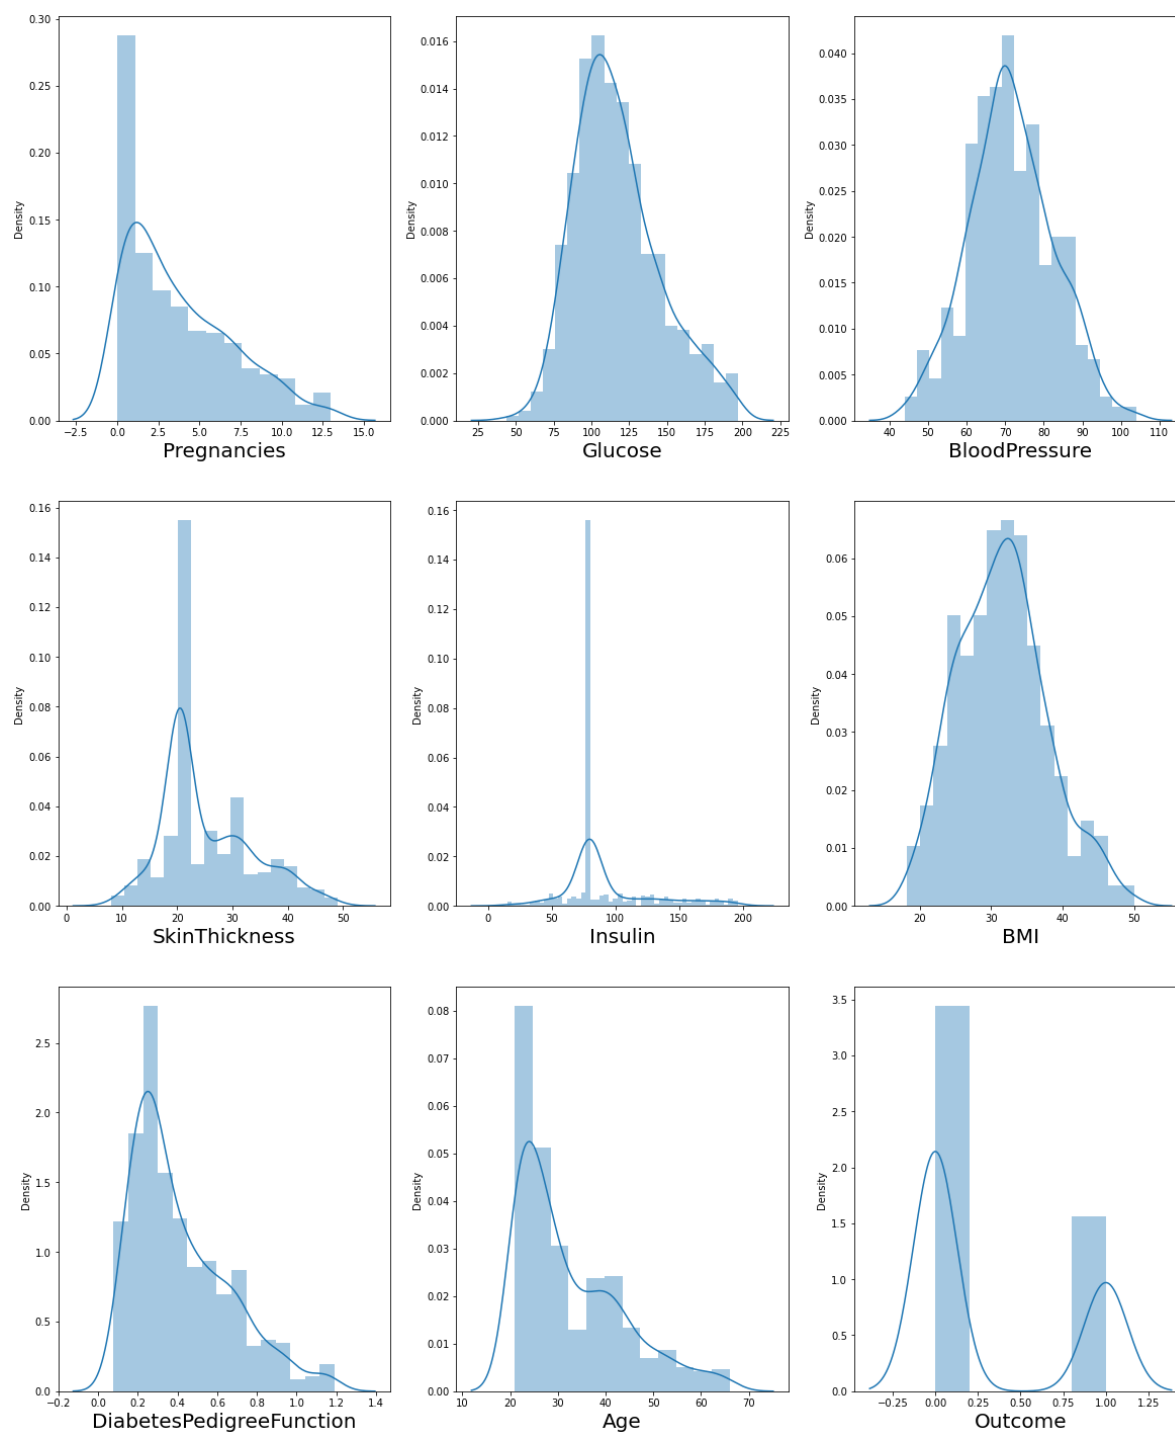 0.30
0.25
0.20
0.15
0.10
0.05
0.00
Density
−2.5 0.0 2.5 5.0 7.5 10.0 12.5 15.0
Pregnancies
0.016
0.014
0.012
0.010
0.008
0.006
0.004
0.002
0.000
Density
25 50 75 100 125 150 175 200 225
Glucose
0.040
0.035
0.030
0.025
0.020
0.015
0.010
0.005
0.000
Density
40 50 60 70 80 90 100 110
BloodPressure
0.16
0.14
0.12
0.10
0.08
0.06
0.04
0.02
0.00
Density
0 10 20 30 40 50
SkinThickness
0.16
0.14
0.12
0.10
0.08
0.06
0.04
0.02
0.00
Density
0 50 100 150 200
Insulin
0.06
0.05
0.04
0.03
0.02
0.01
0.00
Density
20 30 40 50
BMI
2.5
2.0
1.5
1.0
0.5
0.0
Density
−0.2 0.0 0.2 0.4 0.6 0.8 1.0 1.2 1.4
DiabetesPedigreeFunction
0.08
0.07
0.06
0.05
0.04
0.03
0.02
0.01
0.00
Density
10 20 30 40 50 60 70
Age
3.5
3.0
2.5
2.0
1.5
1.0
0.5
0.0
Density
−0.25 0.00 0.25 0.50 0.75 1.00 1.25
Outcome